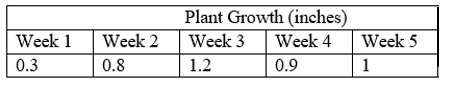 Plant Growth (inches)
Week 1 Week 2 Week 3 Week 4 Week 5
0.3 0.8 1.2 0.9 1